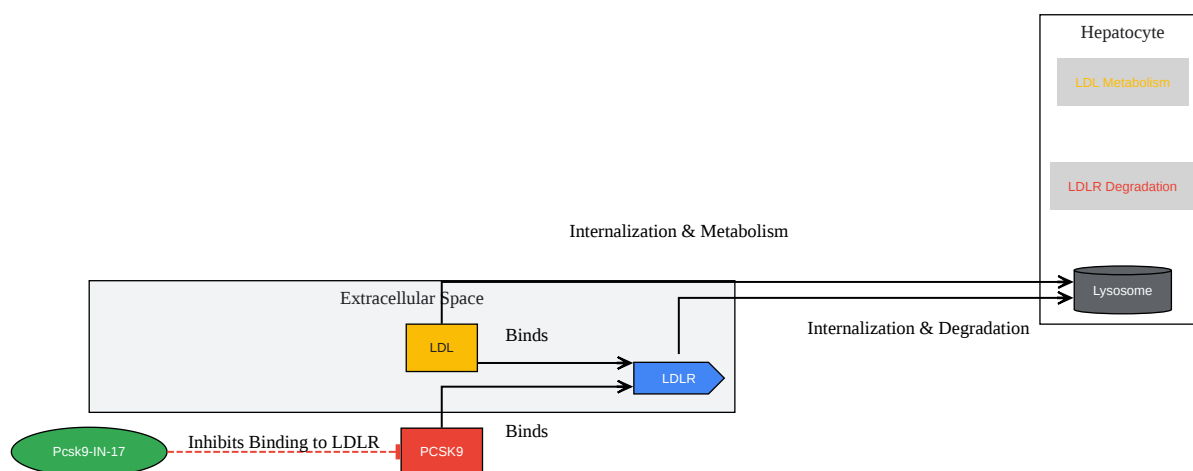 Hepatocyte
LDL Metabolism
LDLR Degradation
Internalization & Metabolism
Lysosome
Extracellular Space
Internalization & Degradation
Binds
LDL
LDLR
Binds
Inhibits Binding to LDLR
Pcsk9-IN-17
PCSK9